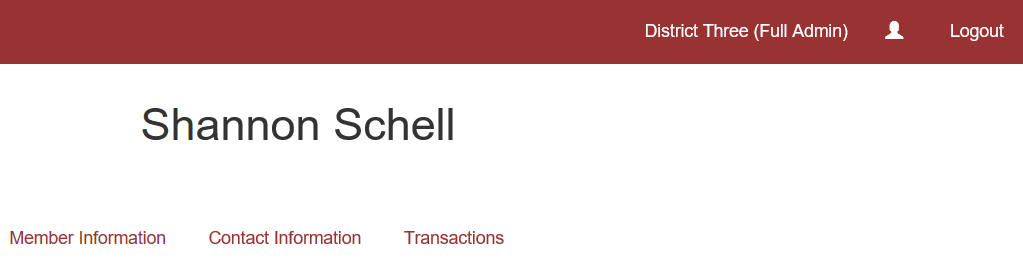 District Three (Full Admin) Logout
Shannon Schell
Member Information Contact Information Transactions